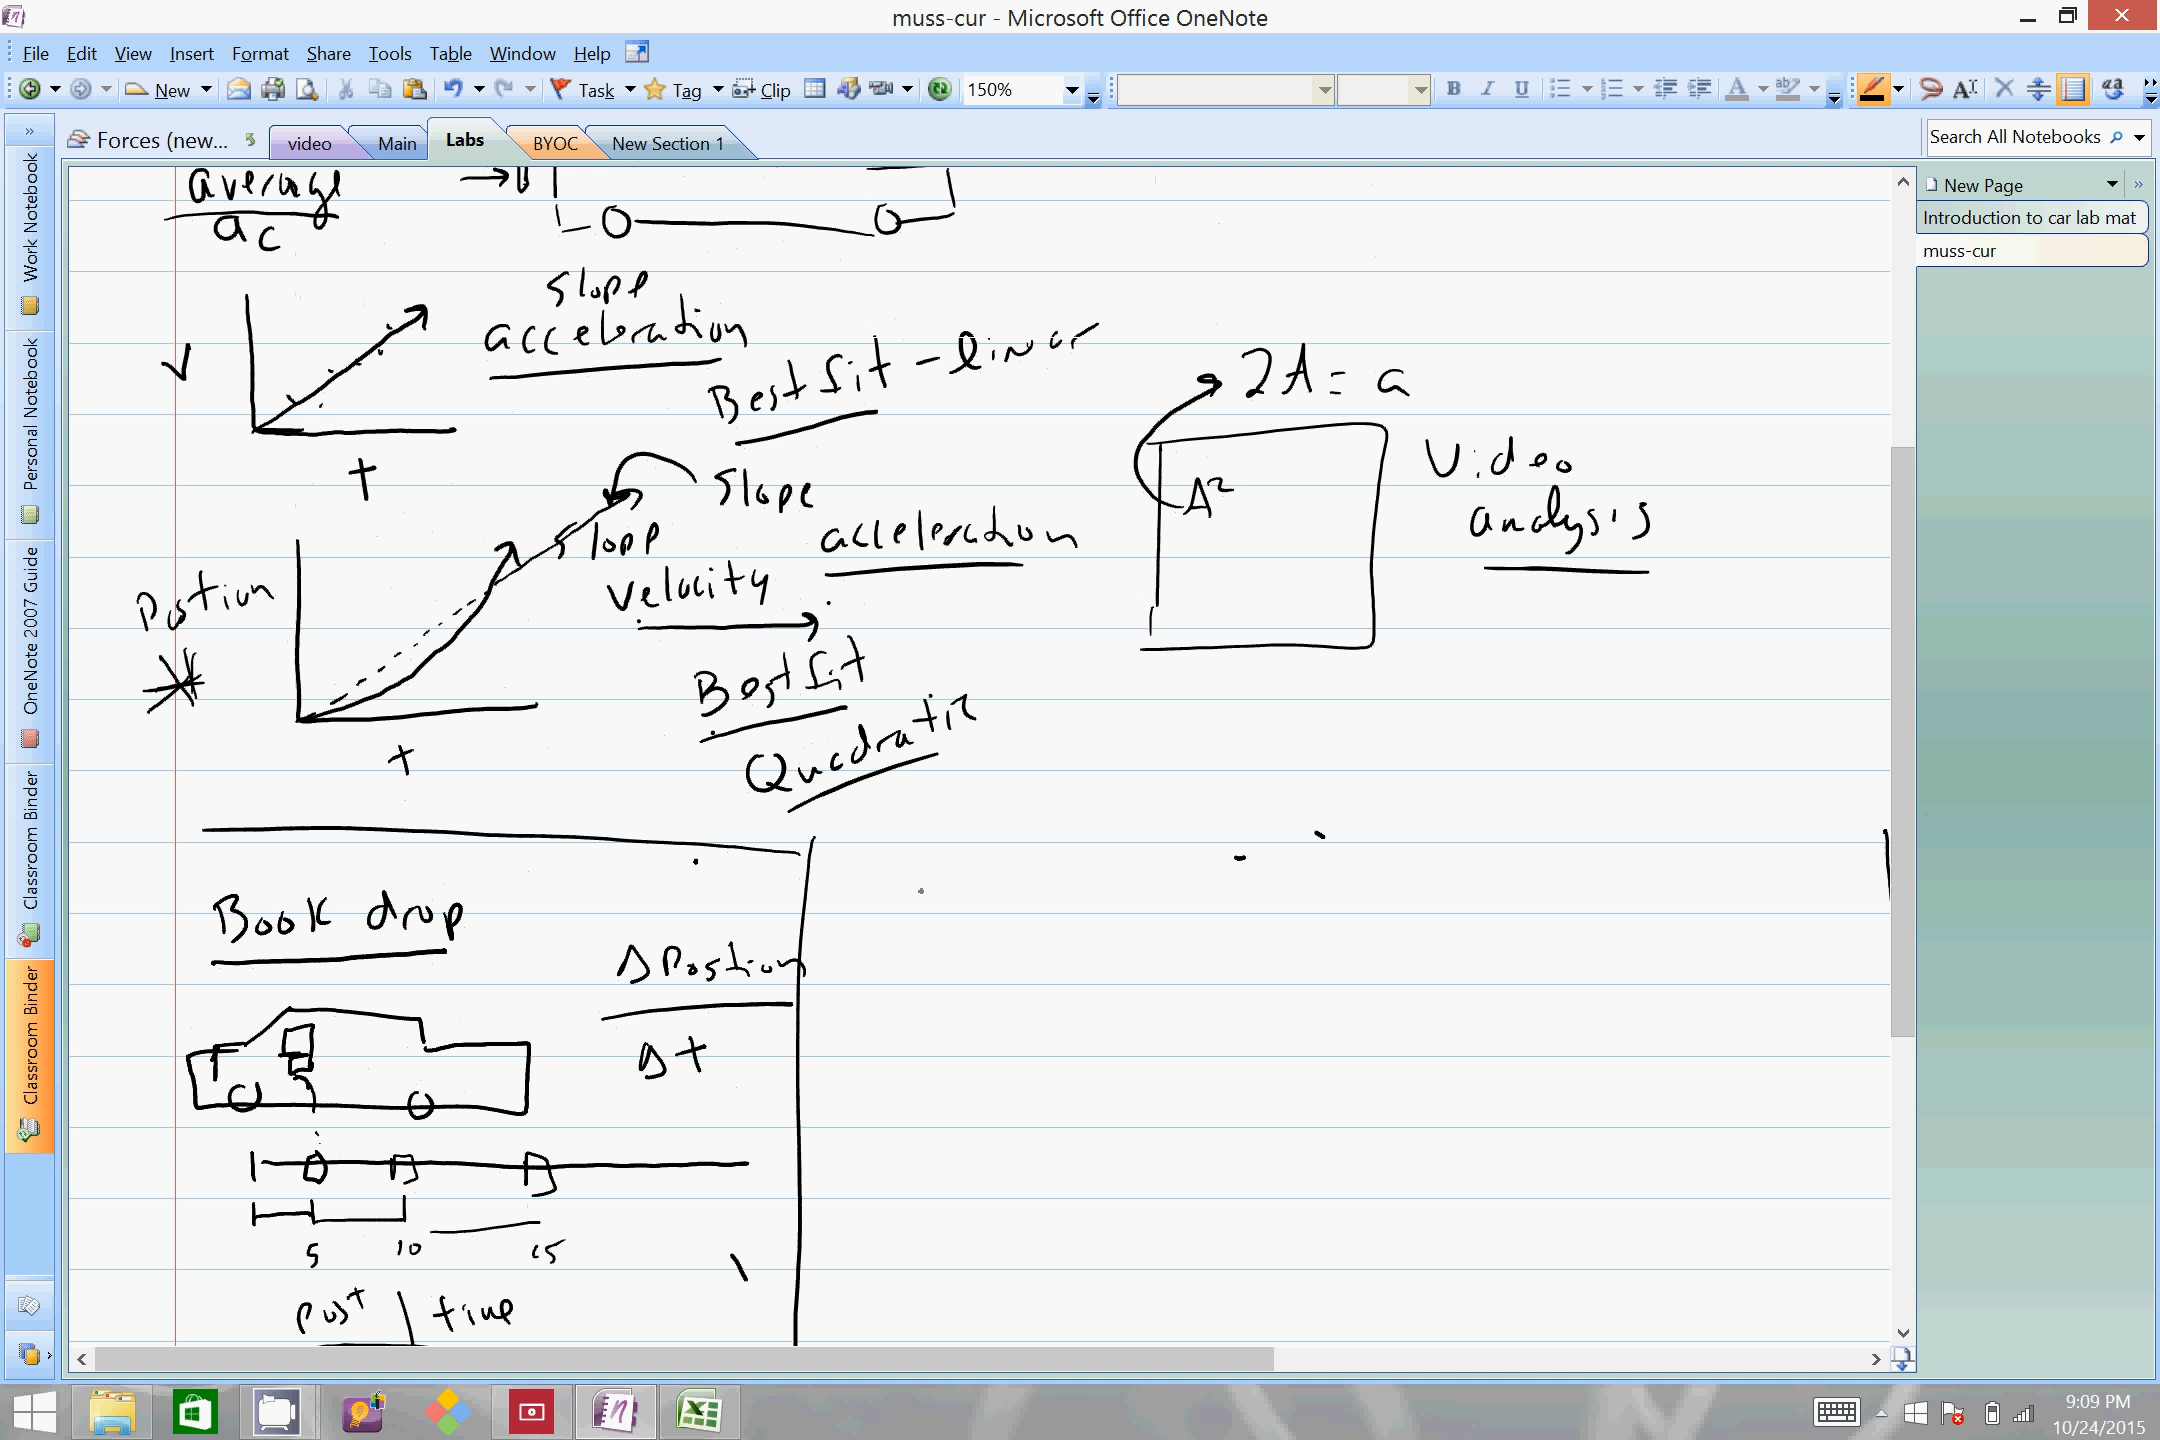 muss-cur - Microsoft Office OneNote
File Edit View Insert Format Share Tools Table Window Help
New Task Tag Clip 150% B I U
Forces (new... video Main Labs BYOC New Section 1
Search All Notebooks
New Page
Introduction to car lab mat
muss-cur
Work Notebook
Personal Notebook
OneNote 2007 Guide
Classroom Binder
Classroom Binder
average
ac
slope
acceleration
Best fit - linear
V
t
2A = a
A²
Video
analysis
slope
acceleration
slope
velocity
Best fit
Quadratic
Postion
t
Book drop
Δ Postion
Δt
5 10 15
post time
9:09 PM
10/24/2015